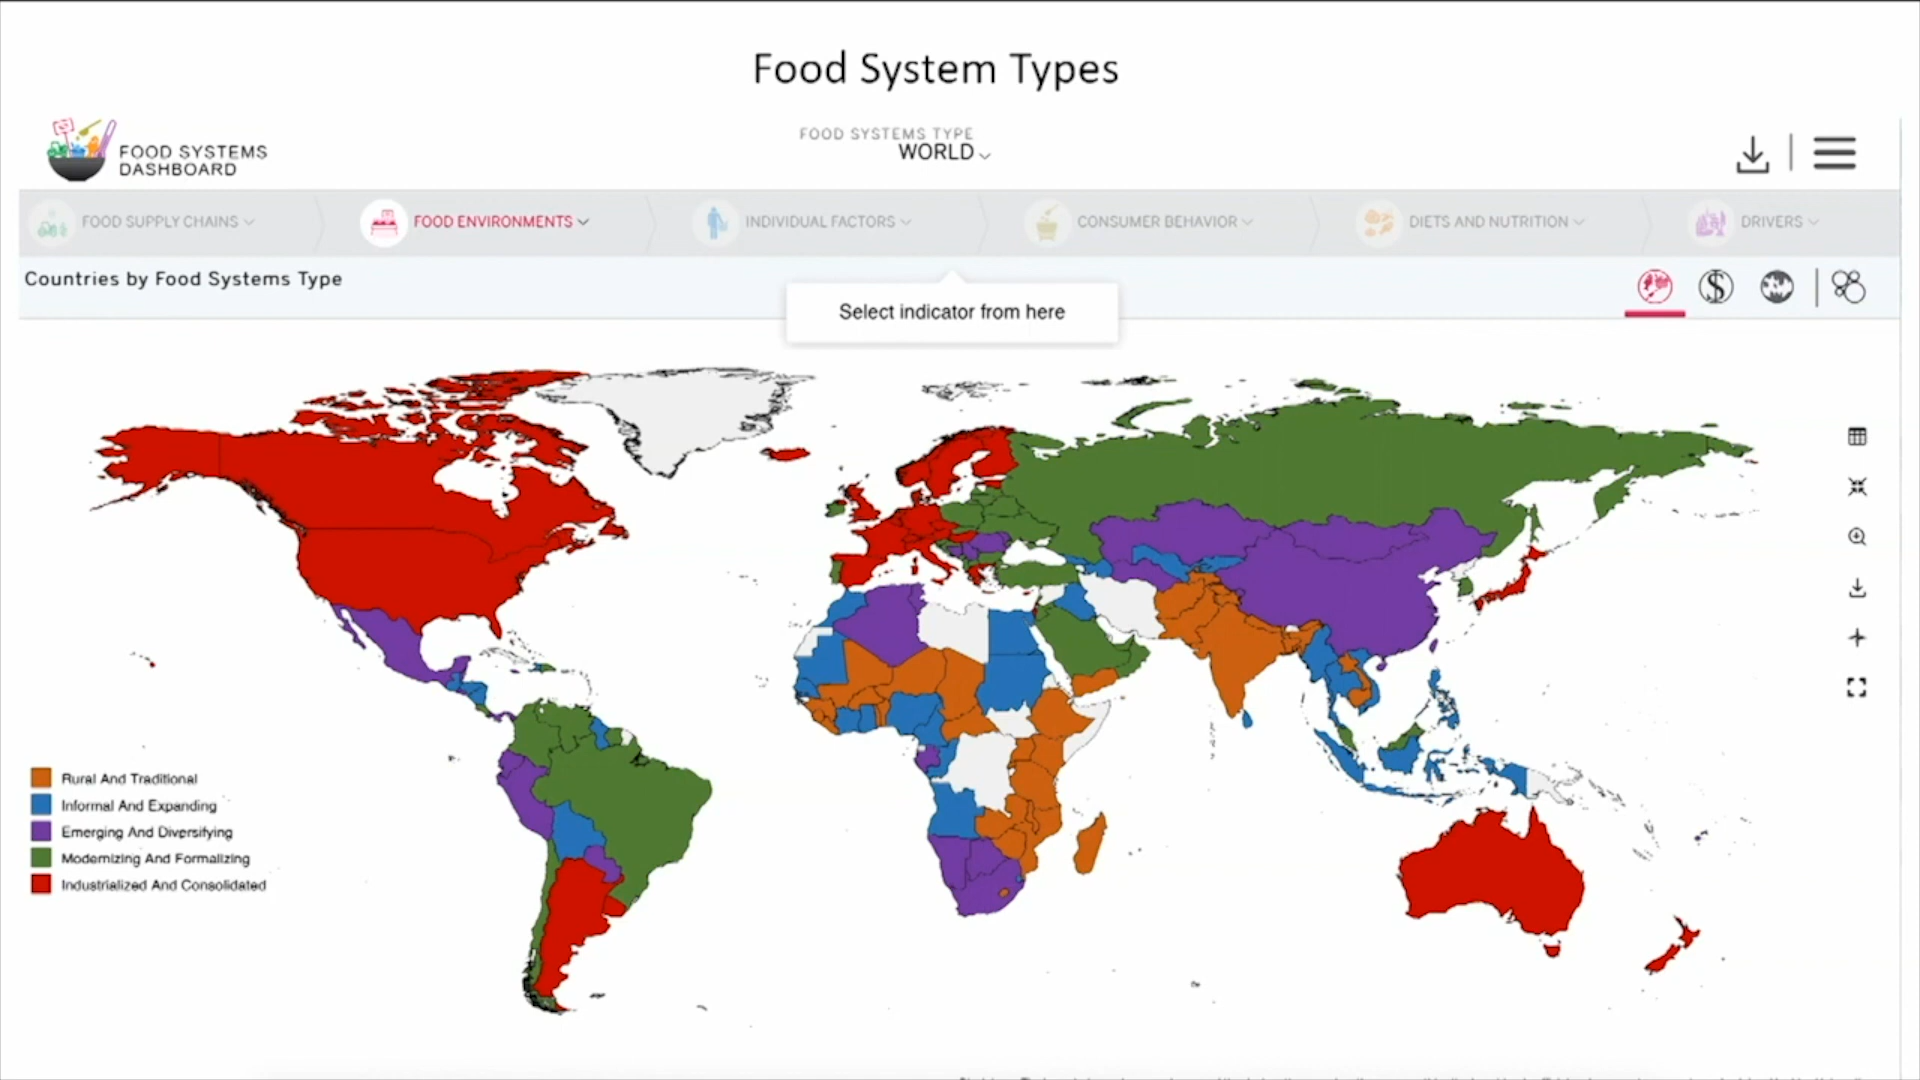 Food System Types
FOOD SYSTEMS
DASHBOARD
FOOD SYSTEMS TYPE
WORLD
FOOD SUPPLY CHAINS
FOOD ENVIRONMENTS
INDIVIDUAL FACTORS
CONSUMER BEHAVIOR
DIETS AND NUTRITION
DRIVERS
Countries by Food Systems Type
Select indicator from here
Rural And Traditional
Informal And Expanding
Emerging And Diversifying
Modernizing And Formalizing
Industrialized And Consolidated